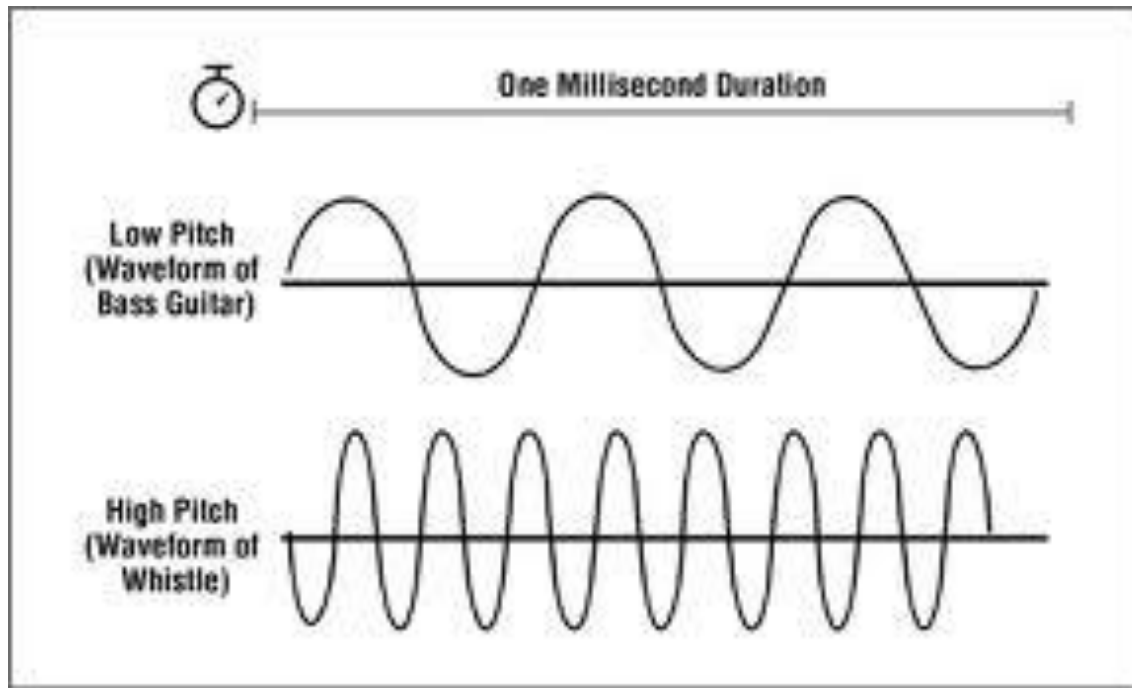 One Millisecond Duration
Low Pitch
(Waveform of
Bass Guitar)
High Pitch
(Waveform of
Whistle)